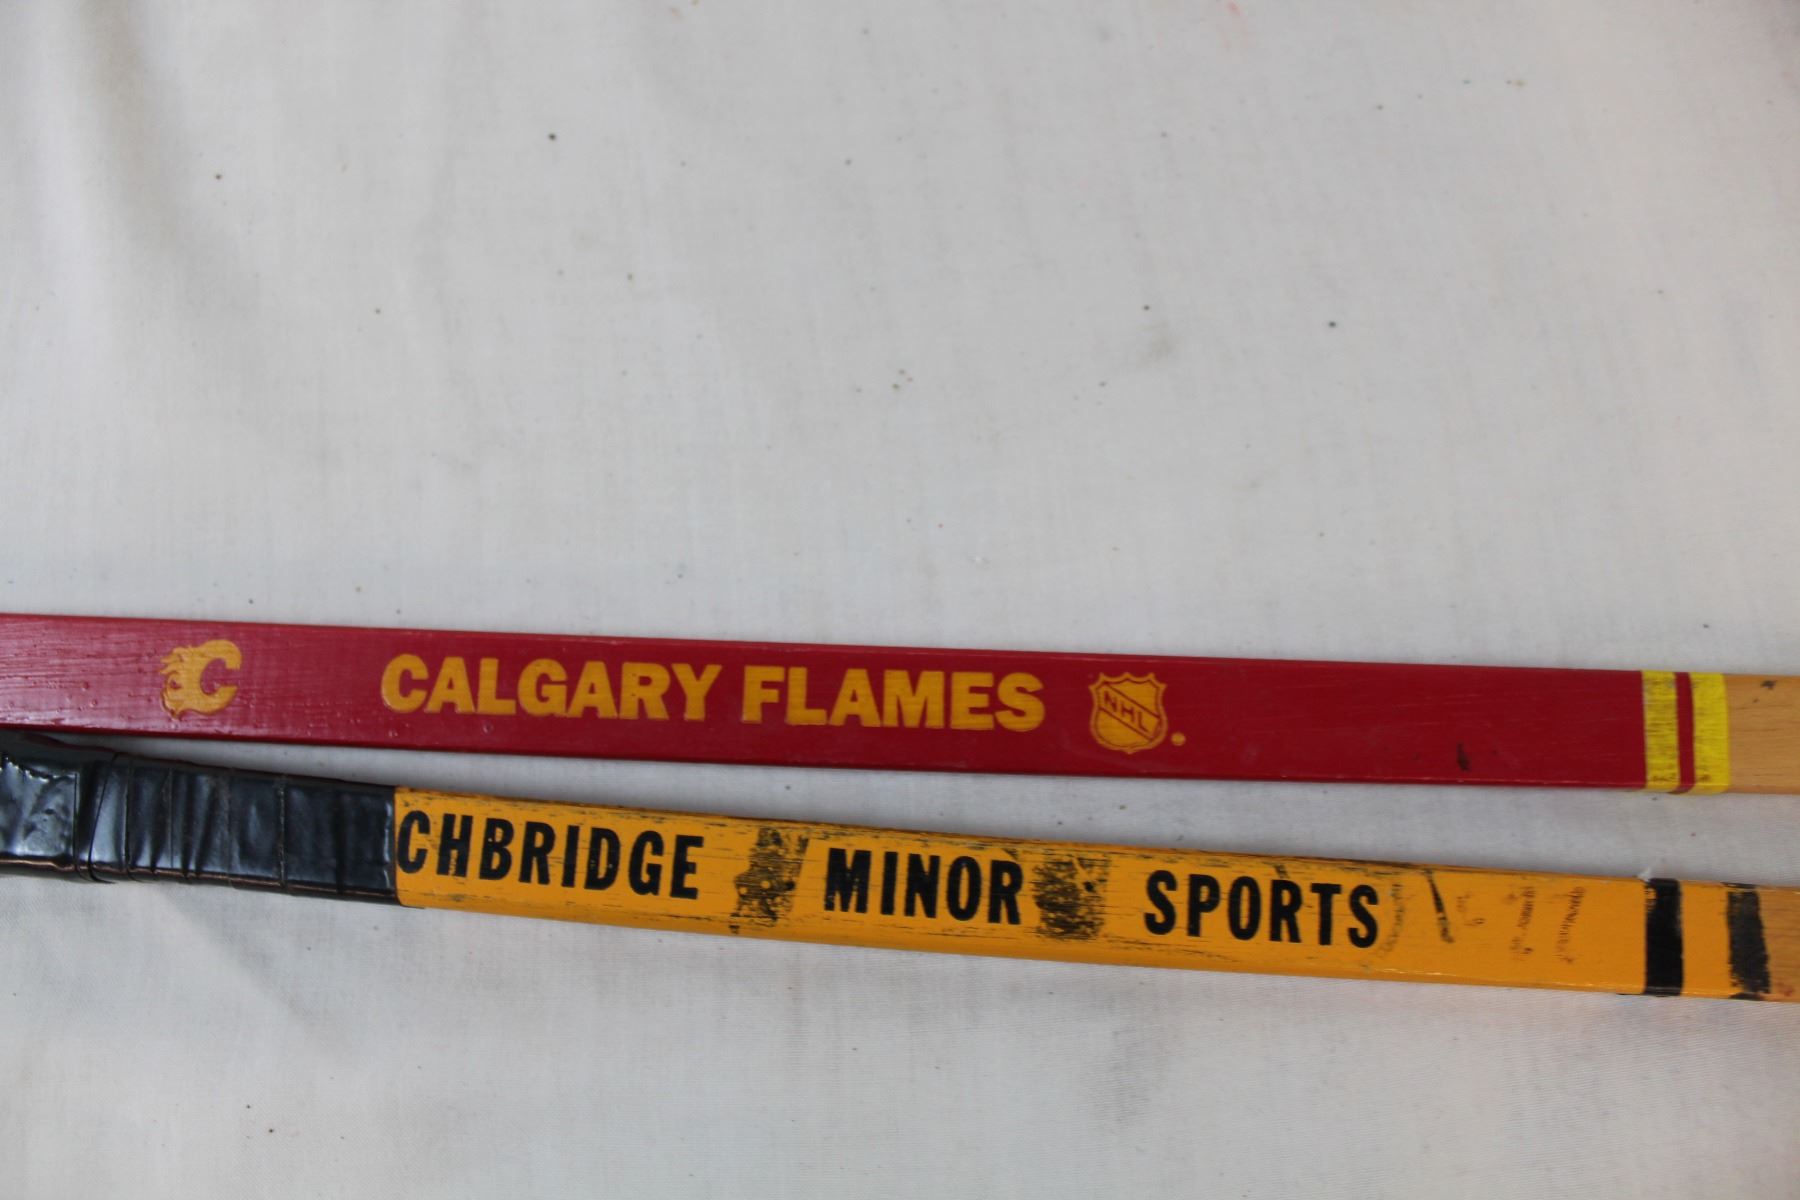 C CALGARY FLAMES NHL
CHBRIDGE MINOR SPORTS